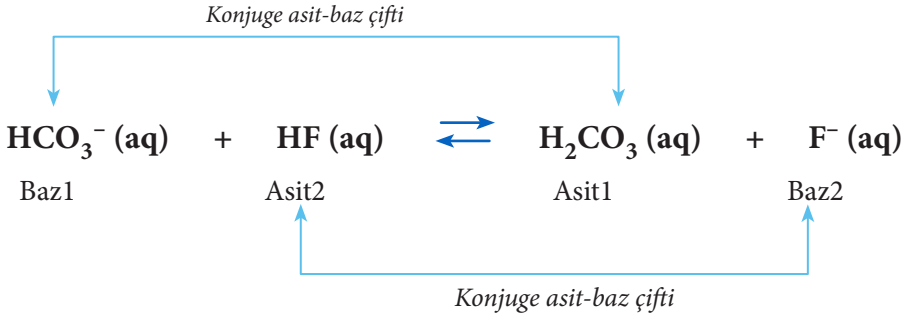 Konjuge asit-baz çifti
HCO₃⁻ (aq) + HF (aq) ⇌ H₂CO₃ (aq) + F⁻ (aq)
Baz1 Asit2 Asit1 Baz2
Konjuge asit-baz çifti